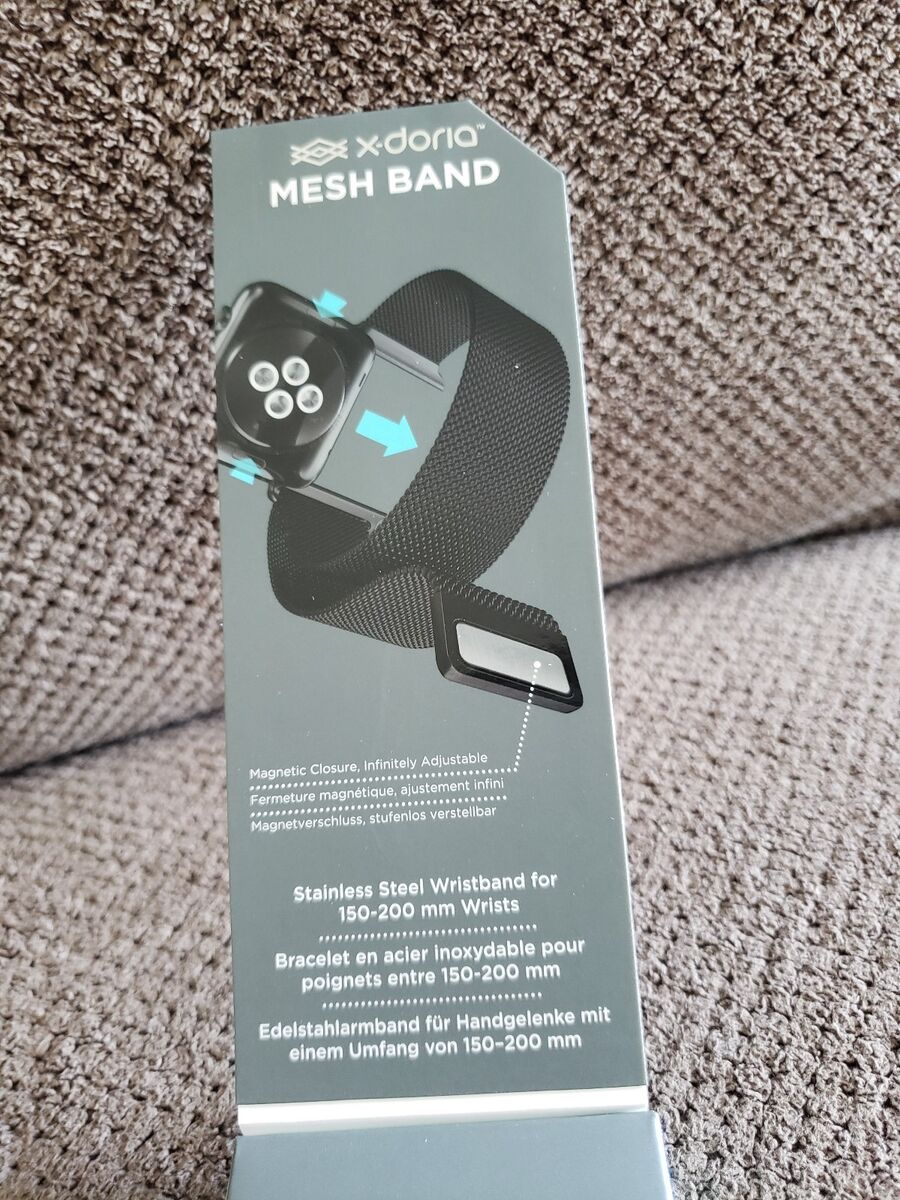 x-doria™
MESH BAND
Magnetic Closure, Infinitely Adjustable
Fermeture magnétique, ajustement infini
Magnetverschluss, stufenlos verstellbar
Stainless Steel Wristband for
150-200 mm Wrists
Bracelet en acier inoxydable pour
poignets entre 150-200 mm
Edelstahlarmband für Handgelenke mit
einem Umfang von 150–200 mm